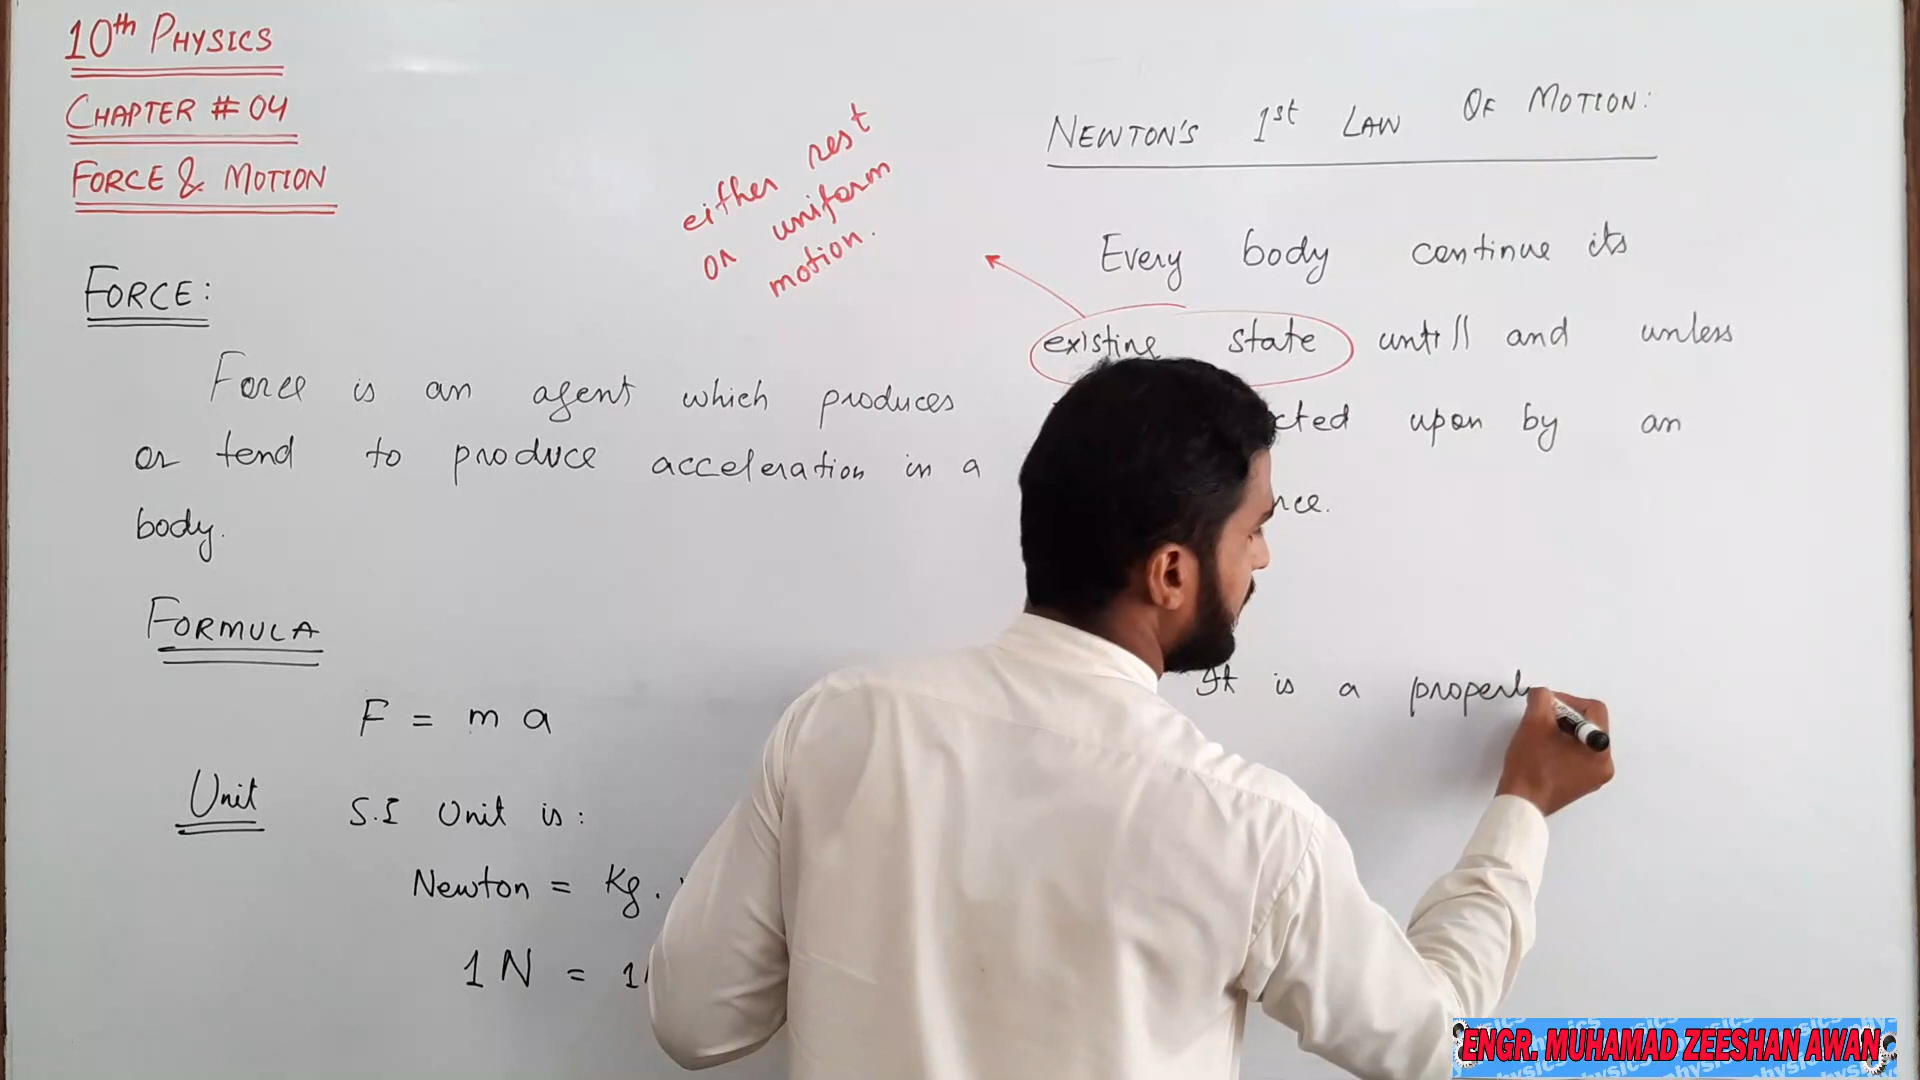 10th PHYSICS
CHAPTER # 04
FORCE & MOTION
FORCE:
Force is an agent which produces
or tend to produce acceleration in a
body.
FORMULA
F = m a
Unit S.I Unit is:
Newton = Kg.
1 N = 1
either rest
or uniform
motion.
NEWTON'S 1st LAW OF MOTION:
Every body continue its
existing state untill and unless
cted upon by an
nce.
It is a property
ENGR. MUHAMAD ZEESHAN AWAN